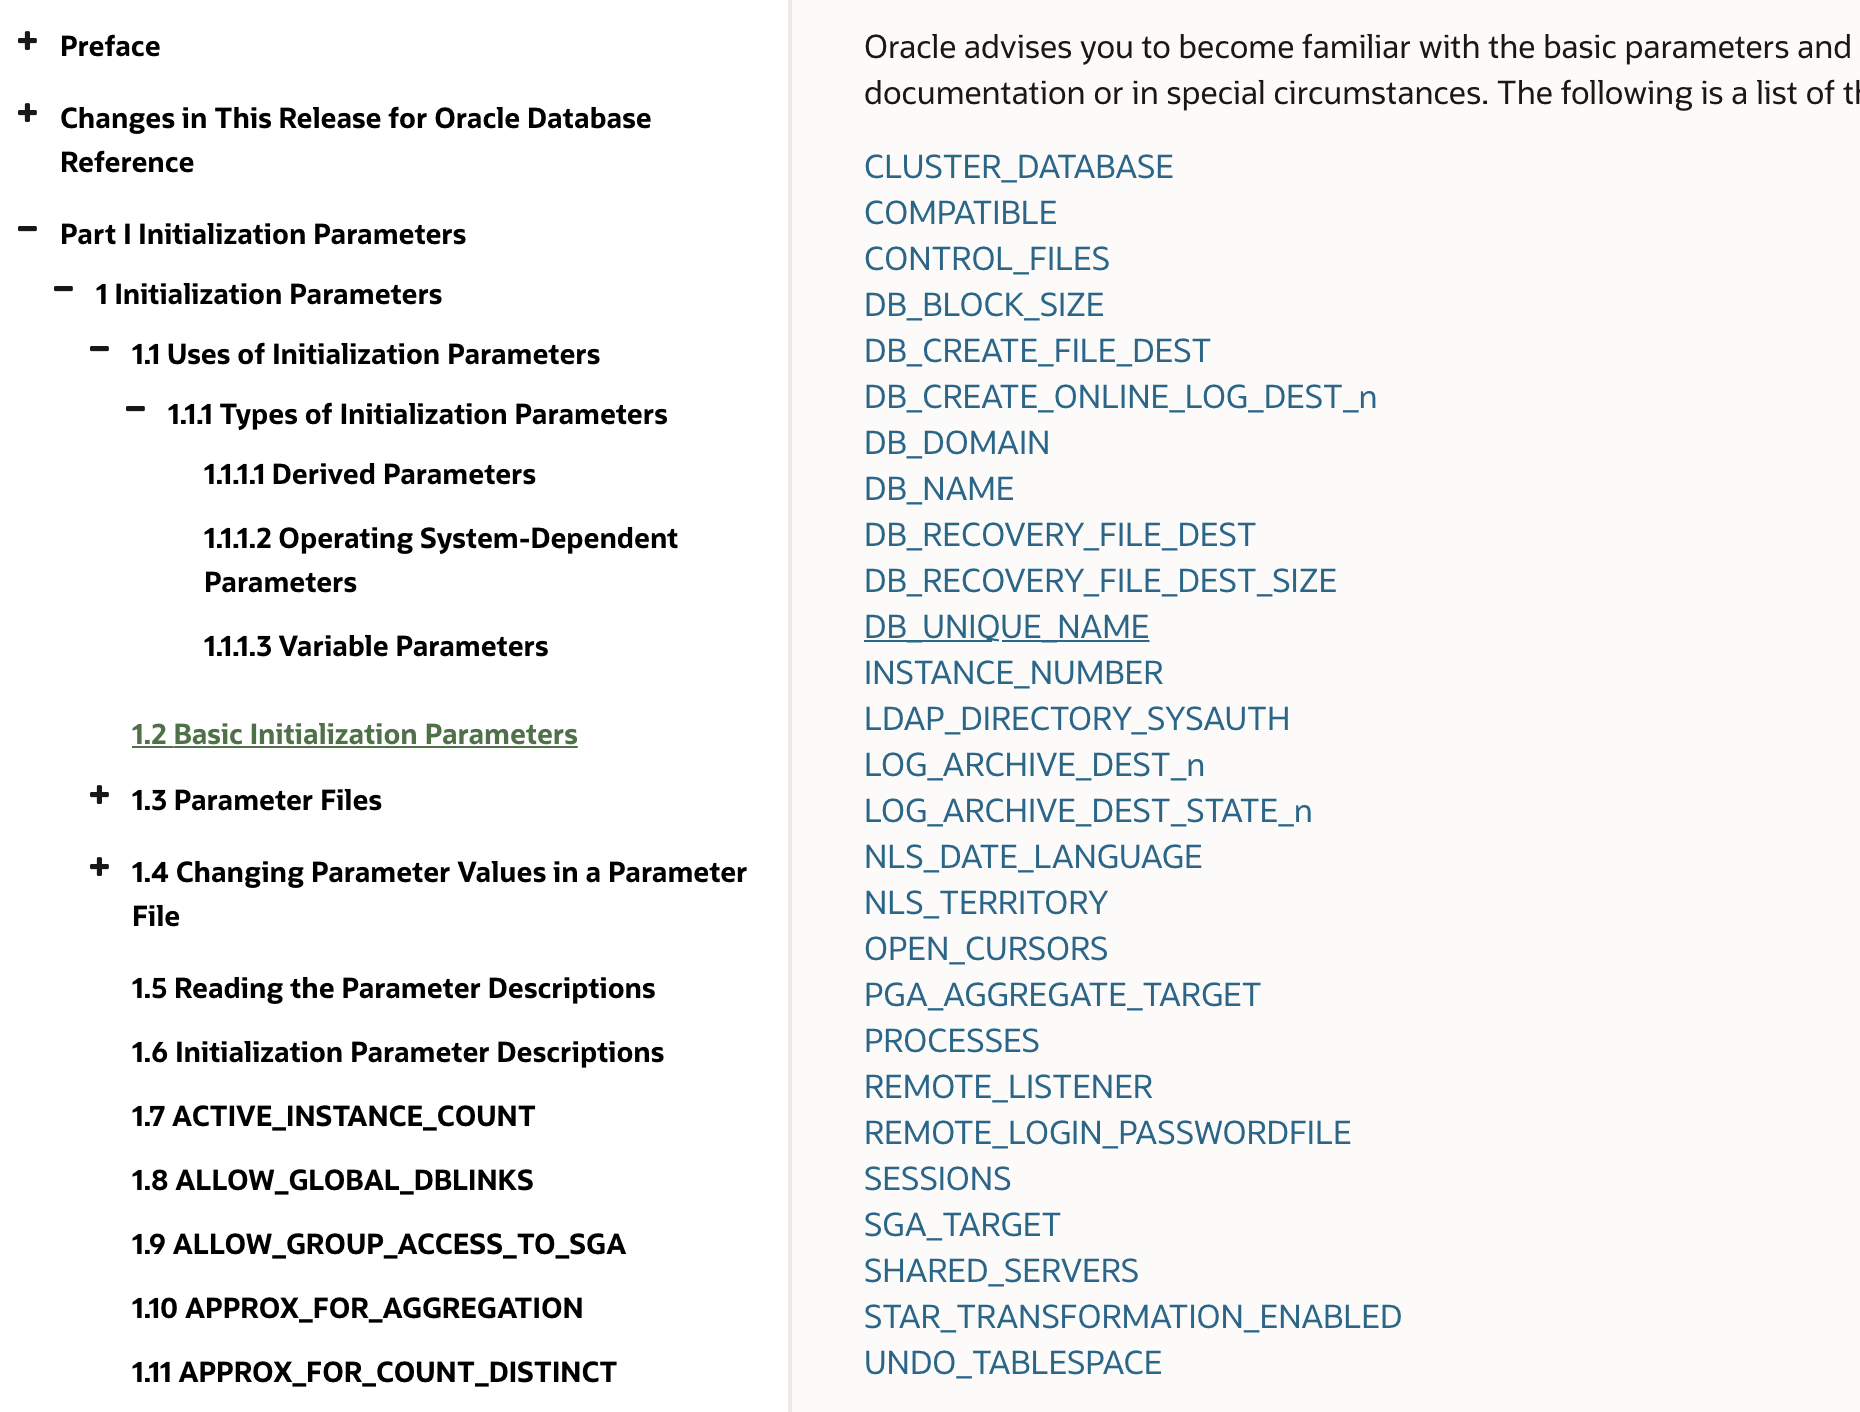 Preface
Changes in This Release for Oracle Database
Reference
Part I Initialization Parameters
1 Initialization Parameters
1.1 Uses of Initialization Parameters
1.1.1 Types of Initialization Parameters
1.1.1.1 Derived Parameters
1.1.1.2 Operating System-Dependent
Parameters
1.1.1.3 Variable Parameters
1.2 Basic Initialization Parameters
1.3 Parameter Files
1.4 Changing Parameter Values in a Parameter
File
1.5 Reading the Parameter Descriptions
1.6 Initialization Parameter Descriptions
1.7 ACTIVE_INSTANCE_COUNT
1.8 ALLOW_GLOBAL_DBLINKS
1.9 ALLOW_GROUP_ACCESS_TO_SGA
1.10 APPROX_FOR_AGGREGATION
1.11 APPROX_FOR_COUNT_DISTINCT
Oracle advises you to become familiar with the basic parameters and
documentation or in special circumstances. The following is a list of
CLUSTER_DATABASE
COMPATIBLE
CONTROL_FILES
DB_BLOCK_SIZE
DB_CREATE_FILE_DEST
DB_CREATE_ONLINE_LOG_DEST_n
DB_DOMAIN
DB_NAME
DB_RECOVERY_FILE_DEST
DB_RECOVERY_FILE_DEST_SIZE
DB_UNIQUE_NAME
INSTANCE_NUMBER
LDAP_DIRECTORY_SYSAUTH
LOG_ARCHIVE_DEST_n
LOG_ARCHIVE_DEST_STATE_n
NLS_DATE_LANGUAGE
NLS_TERRITORY
OPEN_CURSORS
PGA_AGGREGATE_TARGET
PROCESSES
REMOTE_LISTENER
REMOTE_LOGIN_PASSWORDFILE
SESSIONS
SGA_TARGET
SHARED_SERVERS
STAR_TRANSFORMATION_ENABLED
UNDO_TABLESPACE